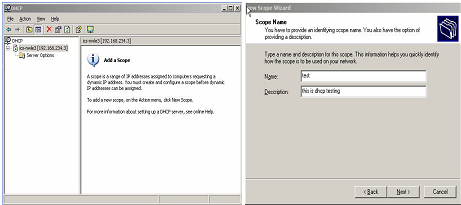 DHCP
File Action View Help
DHCP
ics-mvle3 [192.168.234.3]
Server Options
ics-mvle3 [192.168.234.3]
Add a Scope
A scope is a range of IP addresses assigned to computers requesting a
dynamic IP address. You must create and configure a scope before dynamic
IP addresses can be assigned.
To add a new scope, on the Action menu, click New Scope.
For more information about setting up a DHCP server, see online Help.
New Scope Wizard
Scope Name
You have to provide an identifying scope name. You also have the option of
providing a description.
Type a name and description for this scope. This information helps you quickly identify
how the scope is to be used on your network.
Name: test
Description: this is dhcp testing
< Back Next > Cancel